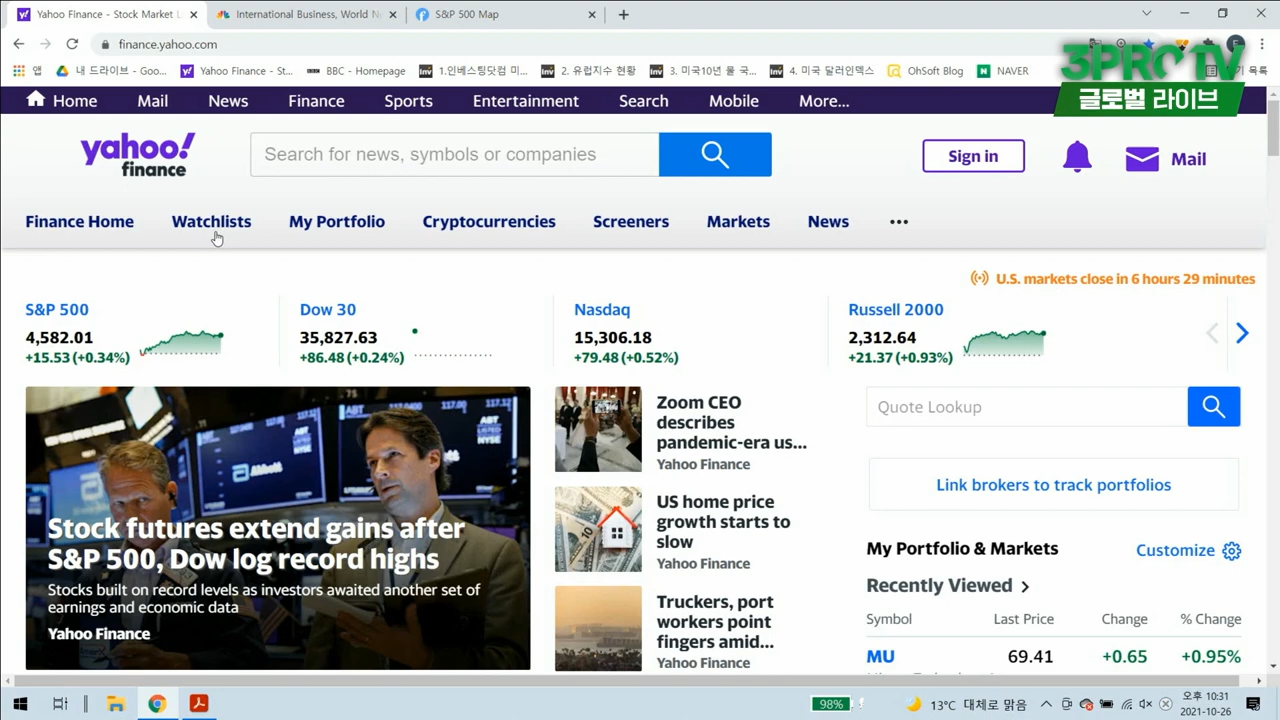 Yahoo Finance - Stock Market L
International Business, World Ne
S&P 500 Map
finance.yahoo.com
앱
내 드라이브 - Goo...
Yahoo Finance - St...
BBC - Homepage
1.인베스팅닷컴 미...
2. 유럽지수 현황
3. 미국10년 물 국...
4. 미국 달러인덱스
OhSoft Blog
NAVER
3PROTV
글로벌 라이브
Home
Mail
News
Finance
Sports
Entertainment
Search
Mobile
More...
yahoo!
finance
Search for news, symbols or companies
Sign in
Mail
Finance Home
Watchlists
My Portfolio
Cryptocurrencies
Screeners
Markets
News
U.S. markets close in 6 hours 29 minutes
S&P 500
4,582.01
+15.53 (+0.34%)
Dow 30
35,827.63
+86.48 (+0.24%)
Nasdaq
15,306.18
+79.48 (+0.52%)
Russell 2000
2,312.64
+21.37 (+0.93%)
ABT
117.00
117.12
Abbott
Stock futures extend gains after
S&P 500, Dow log record highs
Stocks built on record levels as investors awaited another set of
earnings and economic data
Yahoo Finance
Zoom CEO
describes
pandemic-era us...
Yahoo Finance
US home price
growth starts to
slow
Yahoo Finance
Truckers, port
workers point
fingers amid...
Yahoo Finance
Quote Lookup
Link brokers to track portfolios
My Portfolio & Markets
Customize
Recently Viewed
Symbol
Last Price
Change
% Change
MU
69.41
+0.65
+0.95%
98%
13°C 대체로 맑음
오후 10:31
2021-10-26